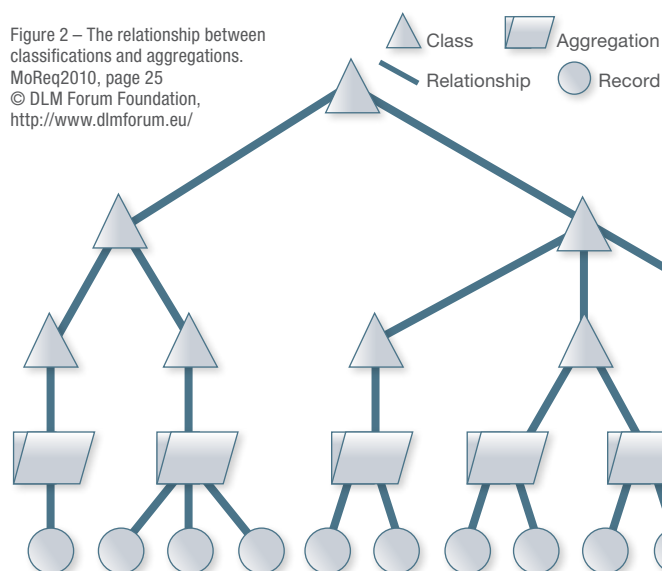 Figure 2 – The relationship between
classifications and aggregations.
MoReq2010, page 25
© DLM Forum Foundation,
http://www.dlmforum.eu/
Class
Aggregation
Relationship
Record